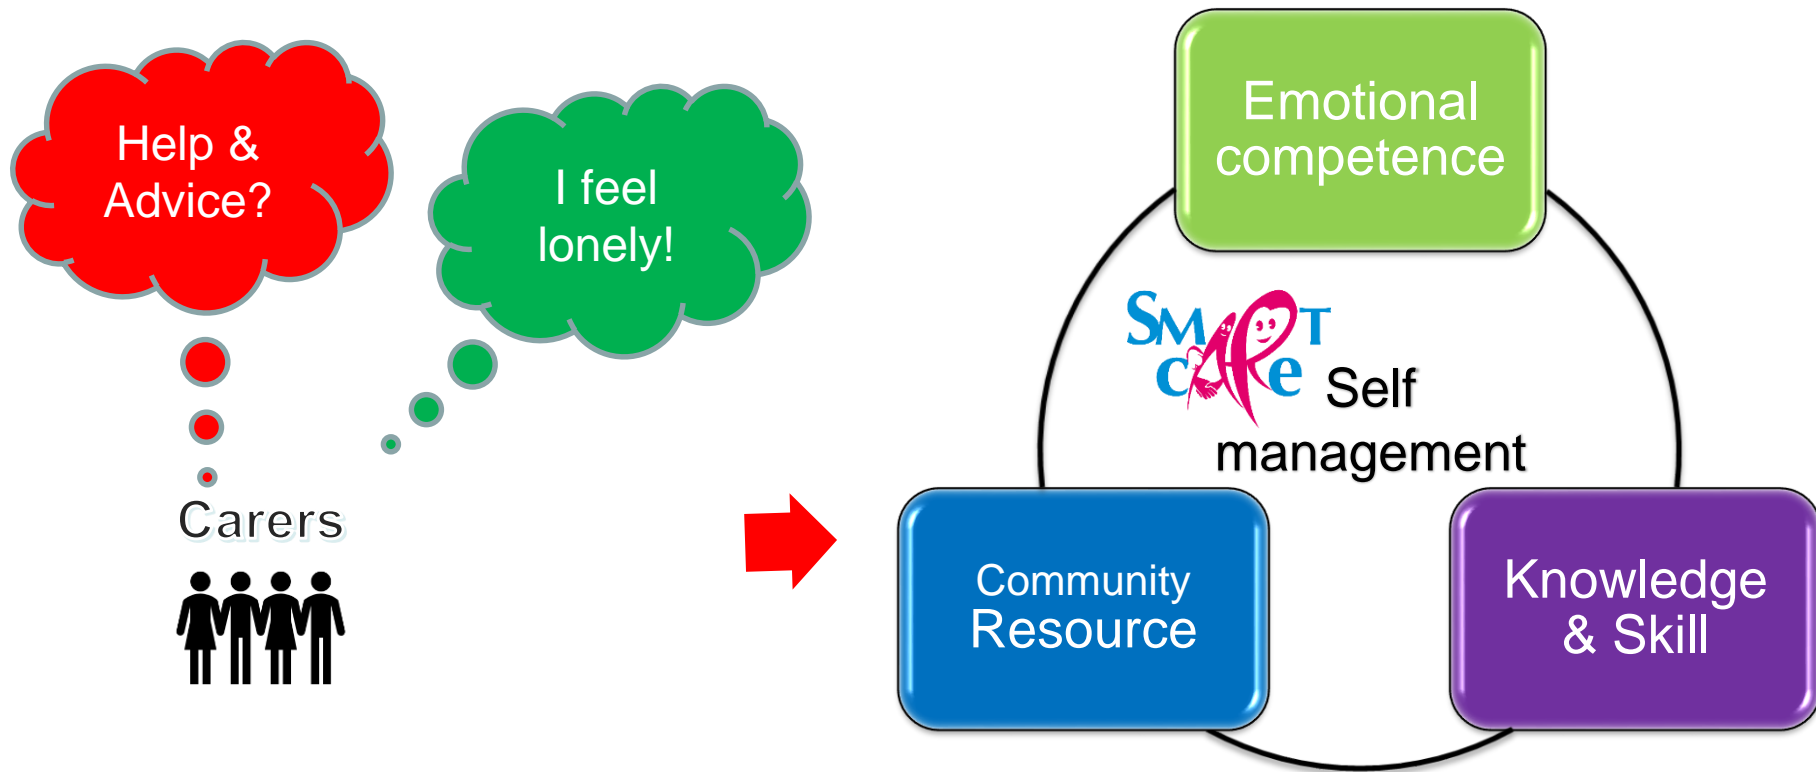 Help &
Advice?
I feel
lonely!
Carers
Emotional
competence
SMART
cARe
Self
management
Community
Resource
Knowledge
& Skill